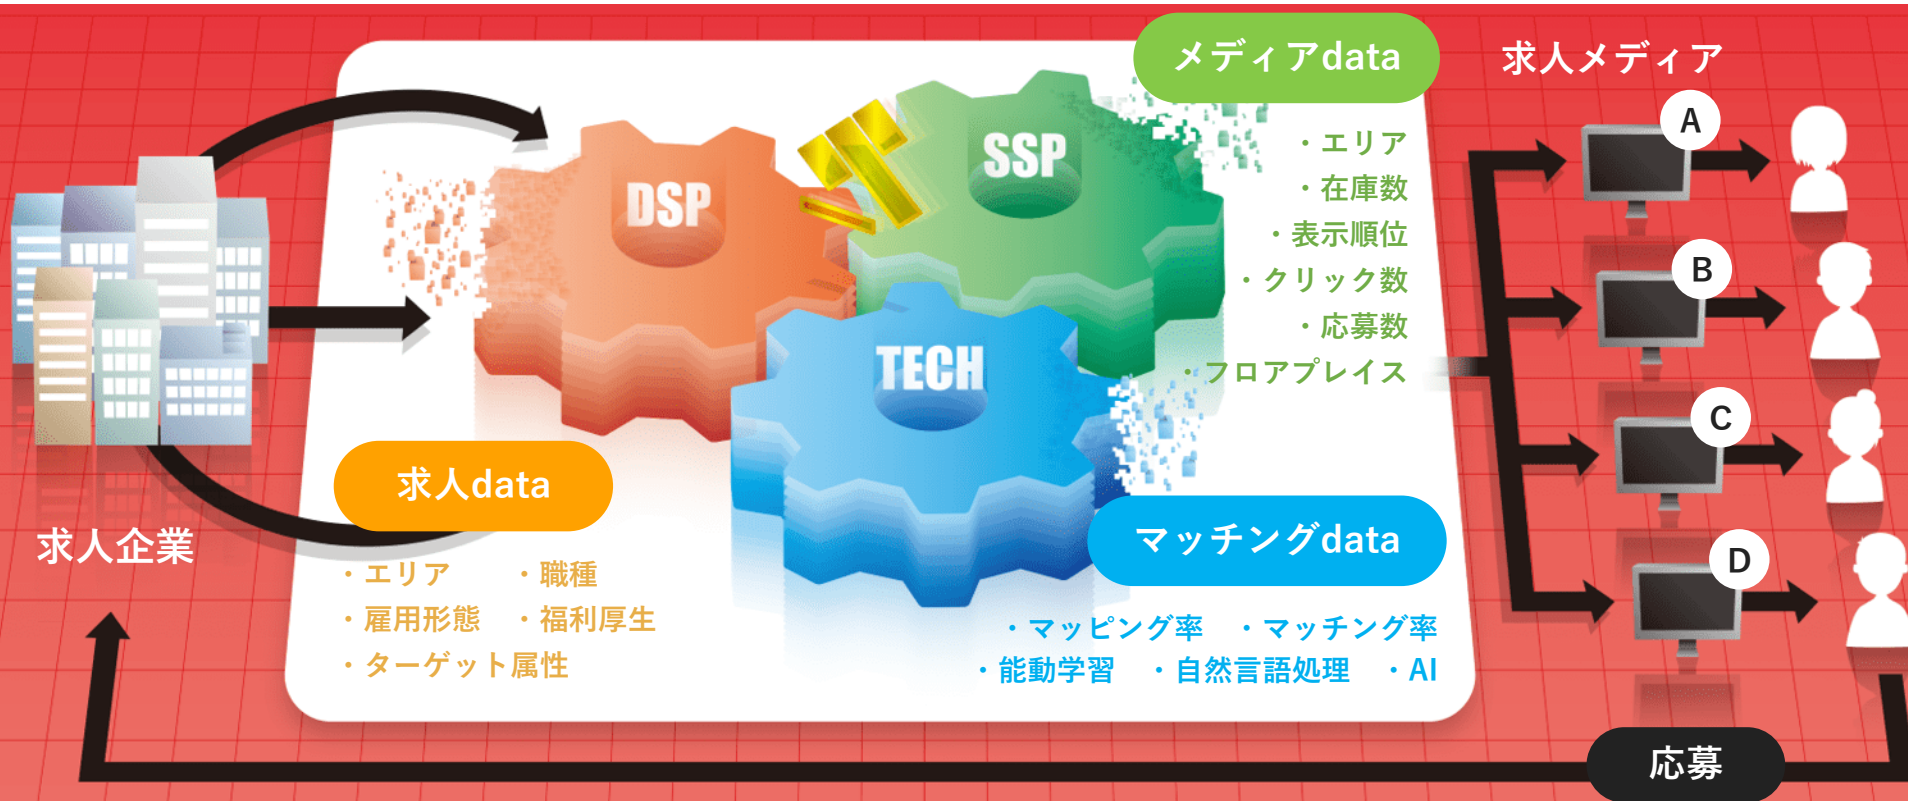 メディアdata
求人メディア
A
SSP
・エリア
DSP
・在庫数
・表示順位
B
・クリック数
・応募数
TECH
・フロアプレイス
C
求人data
マッチングdata
求人企業
D
・エリア ・職種
・雇用形態 ・福利厚生
・ターゲット属性
・マッピング率 ・マッチング率
・能動学習 ・自然言語処理 ・AI
応募